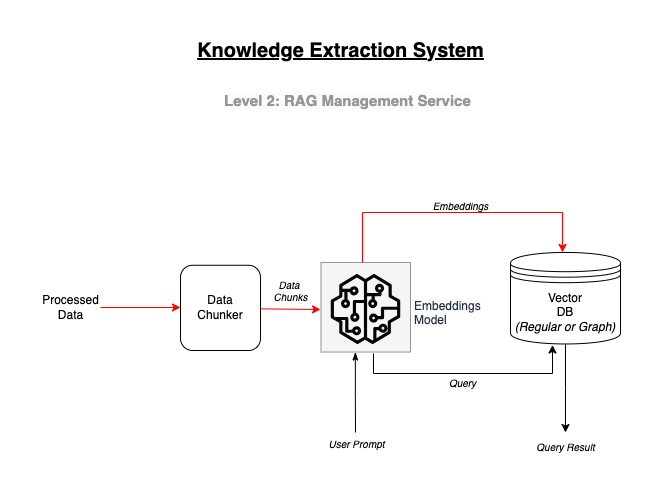 Knowledge Extraction System
Level 2: RAG Management Service
Embeddings
Processed
Data
Data
Chunker
Data
Chunks
Embeddings
Model
Vector
DB
(Regular or Graph)
Query
User Prompt
Query Result